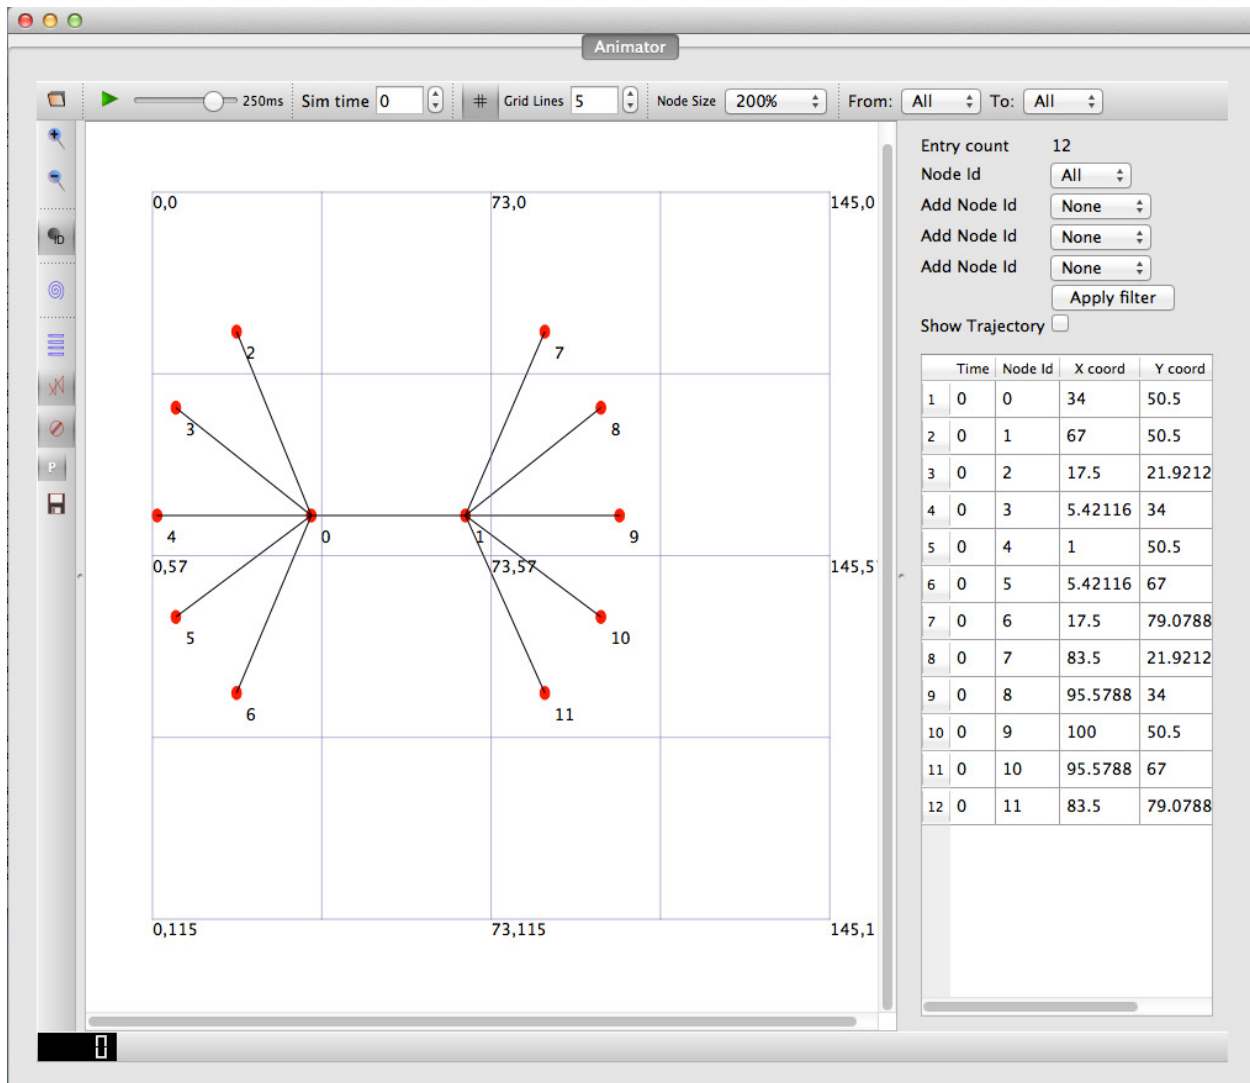 Animator
250ms Sim time 0 Grid Lines 5 Node Size 200% From: All To: All
Entry count 12
Node Id All
Add Node Id None
Add Node Id None
Add Node Id None
Apply filter
Show Trajectory
ID
P
0,0 73,0 145,0
2 7
3 8
4 0 1 9
0,57 73,57 145,5
5 10
6 11
0,115 73,115 145,1
Time Node Id X coord Y coord
1 0 0 34 50.5
2 0 1 67 50.5
3 0 2 17.5 21.9212
4 0 3 5.42116 34
5 0 4 1 50.5
6 0 5 5.42116 67
7 0 6 17.5 79.0788
8 0 7 83.5 21.9212
9 0 8 95.5788 34
10 0 9 100 50.5
11 0 10 95.5788 67
12 0 11 83.5 79.0788
0